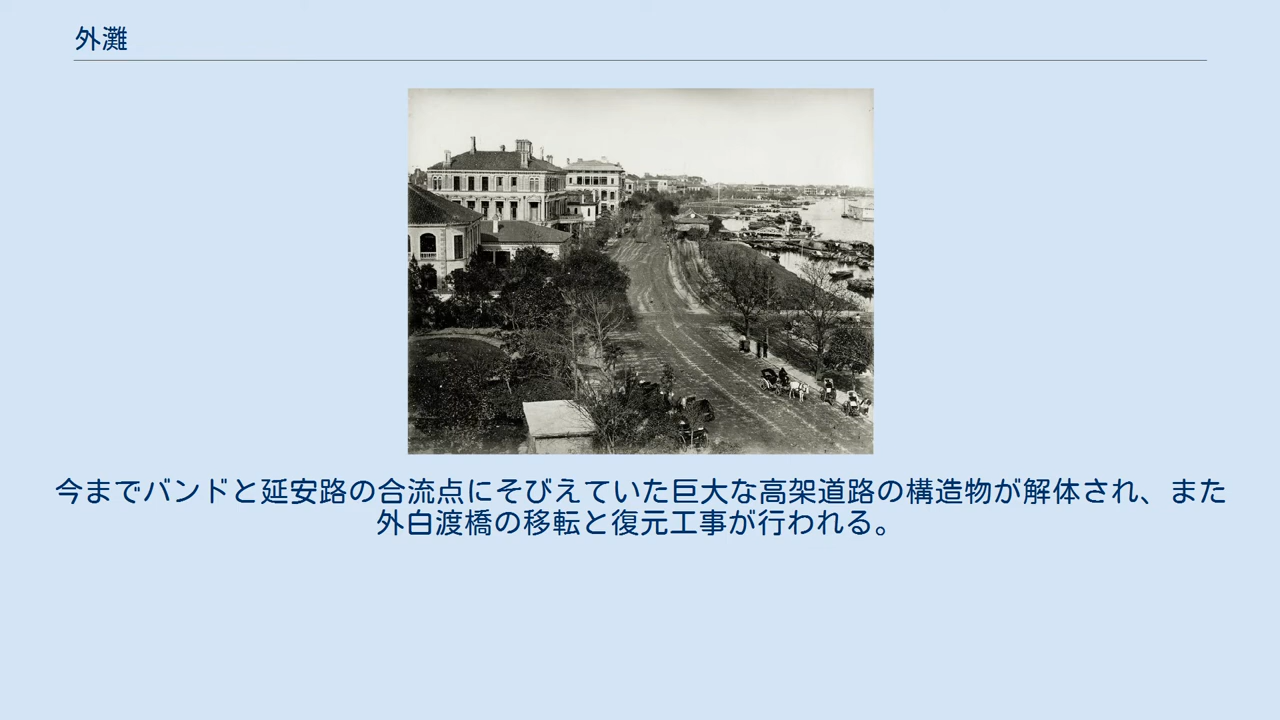 外灘
今までバンドと延安路の合流点にそびえていた巨大な高架道路の構造物が解体され、また
外白渡橋の移転と復元工事が行われる。